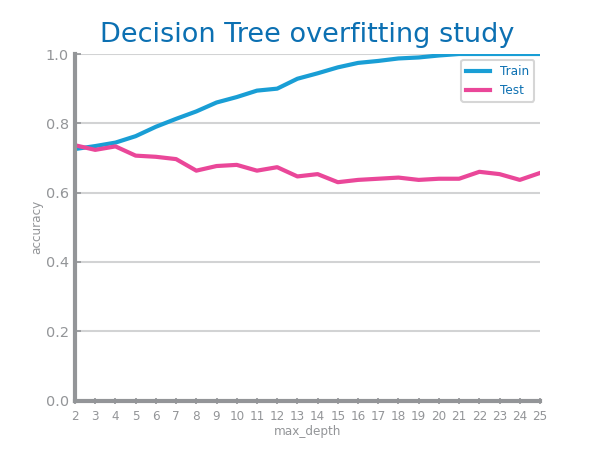 Decision Tree overfitting study
1.0
Train
Test
0.8
0.6
accuracy
0.4
0.2
0.0
2 3 4 5 6 7 8 9 10 11 12 13 14 15 16 17 18 19 20 21 22 23 24 25
max_depth